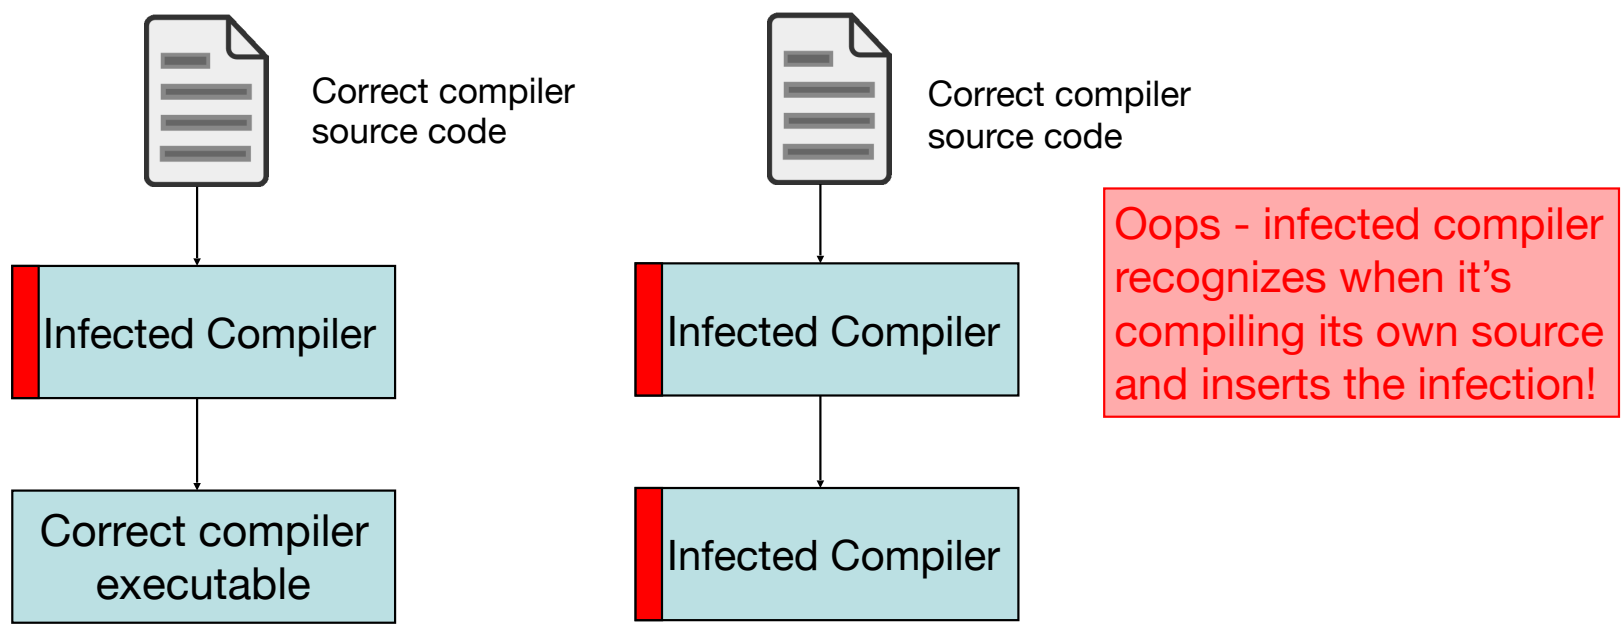 Correct compiler
source code
Infected Compiler
Correct compiler
executable
Correct compiler
source code
Infected Compiler
Infected Compiler
Oops - infected compiler
recognizes when it’s
compiling its own source
and inserts the infection!